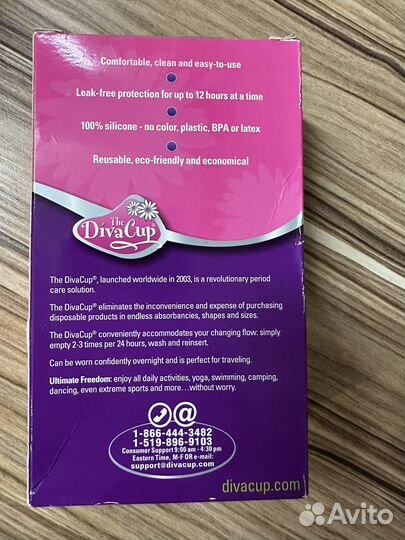 Comfortable, clean and easy-to-use
Leak-free protection for up to 12 hours at a time
100% silicone - no color, plastic, BPA or latex
Reusable, eco-friendly and economical
The
DivaCup®
The DivaCup®, launched worldwide in 2003, is a revolutionary period
care solution.
The DivaCup® eliminates the inconvenience and expense of purchasing
disposable products in endless absorbancies, shapes and sizes.
The DivaCup® conveniently accommodates your changing flow: simply
empty 2-3 times per 24 hours, wash and reinsert.
Can be worn confidently overnight and is perfect for traveling.
Ultimate Freedom: enjoy all daily activities, yoga, swimming, camping,
dancing, even extreme sports and more...without worry.
@
1-866-444-3482
1-519-896-9103
Consumer Support 9:00 am - 4:30 pm
Eastern Time, M-F OR e-mail:
support@divacup.com
divacup.com
Avito